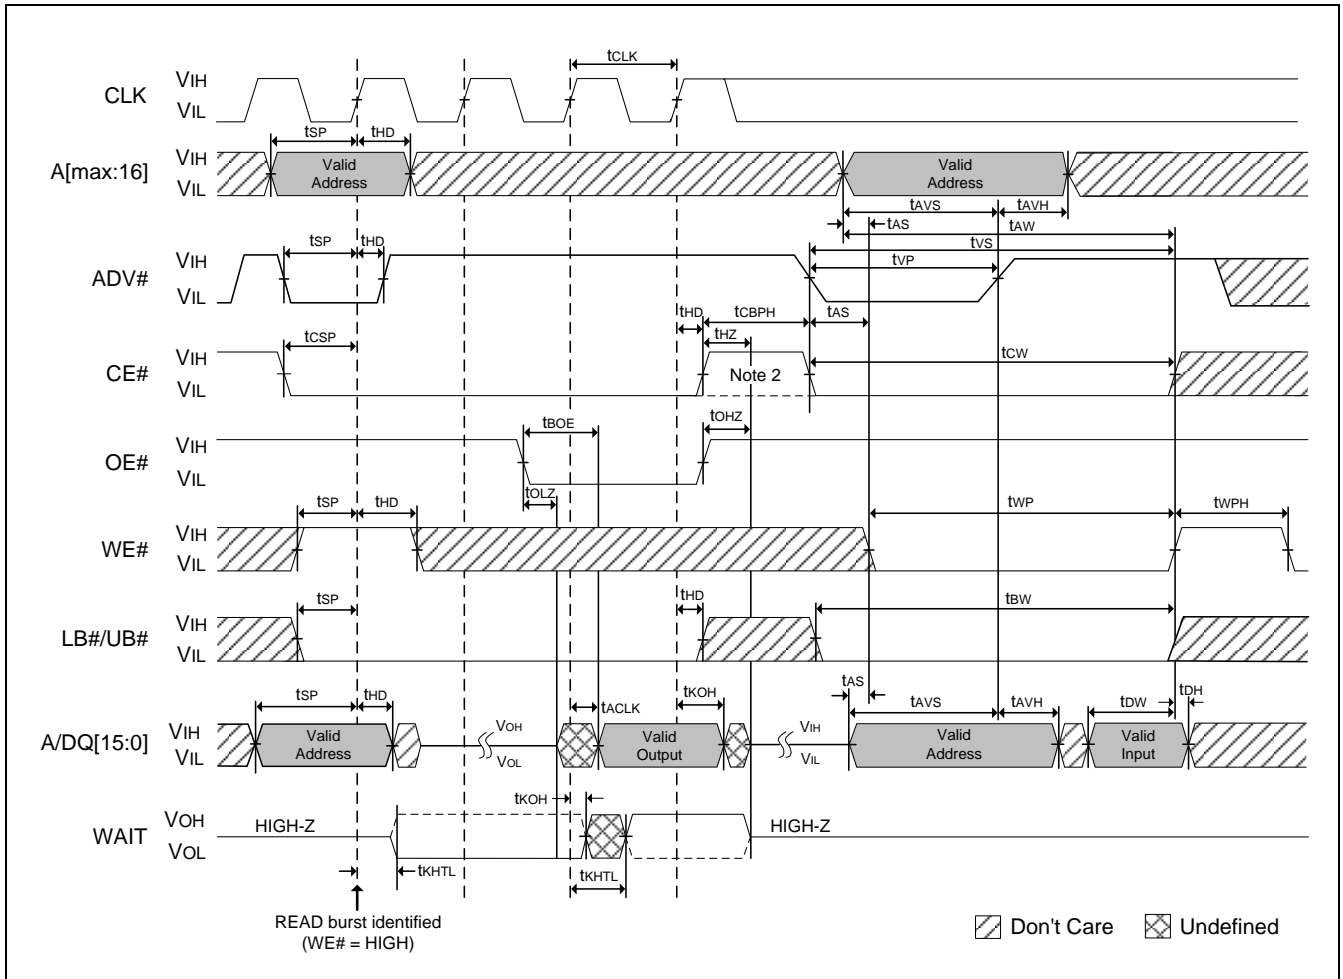 tCLK
CLK
VIH
VIL
tSP
tHD
A[max:16]
VIH
VIL
Valid
Address
Valid
Address
tAVS
tAVH
tAS
tAW
tSP
tHD
tVS
tVP
ADV#
VIH
VIL
tHD
tCBPH
tAS
tCSP
tHZ
tCW
CE#
VIH
VIL
Note 2
tBOE
tOHZ
OE#
VIH
VIL
tOLZ
tSP
tHD
tWP
tWPH
WE#
VIH
VIL
tSP
tHD
tBW
LB#/UB#
VIH
VIL
tSP
tHD
tACLK
tKOH
tAS
tAVS
tAVH
tDW
tDH
A/DQ[15:0]
VIH
VIL
Valid
Address
VOH
VOL
Valid
Output
VIH
VIL
Valid
Address
Valid
Input
tKOH
WAIT
VOH
VOL
HIGH-Z
HIGH-Z
tKHTL
tKHTL
READ burst identified
(WE# = HIGH)
Don't Care
Undefined